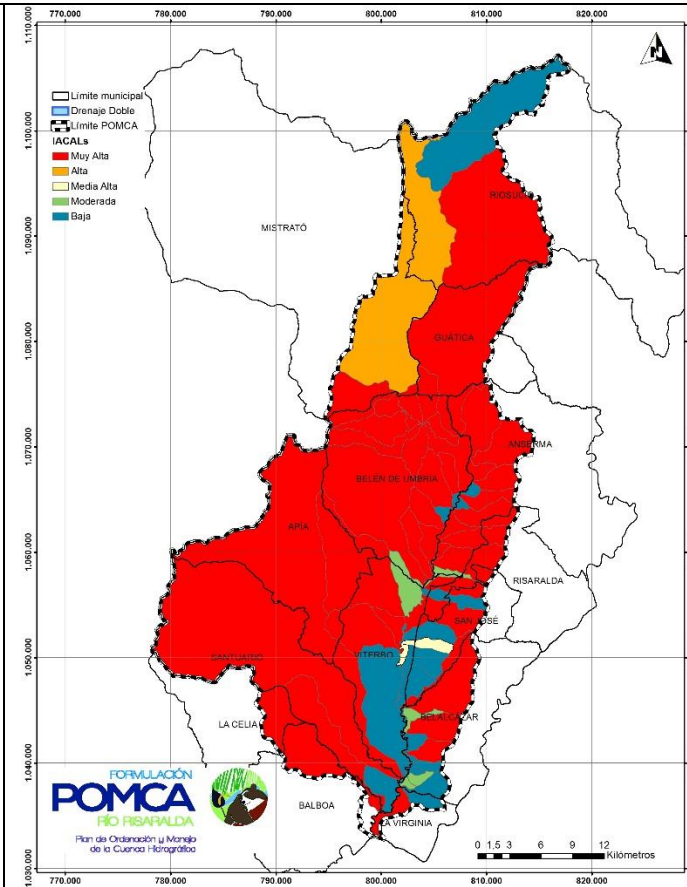 770.000 780.000 790.000 800.000 810.000 820.000
1.110.000
1.100.000
1.090.000
1.080.000
1.070.000
1.060.000
1.050.000
1.040.000
1.030.000
N
Límite municipal
Drenaje Doble
Límite POMCA
IACALs
Muy Alta
Alta
Media Alta
Moderada
Baja
MISTRATÓ
RIOSUCIO
GUÁTICA
ANSERMA
BELÉN DE UMBRÍA
APÍA
RISARALDA
SAN JOSÉ
SANTUARIO
VITERBO
LA CELIA
BELALCÁZAR
BALBOA
LA VIRGINIA
FORMULACIÓN
POMCA
RÍO RISARALDA
Plan de Ordenación y Manejo
de la Cuenca Hidrográfica
0 1,5 3 6 9 12
Kilómetros
770.000 780.000 790.000 800.000 810.000 820.000